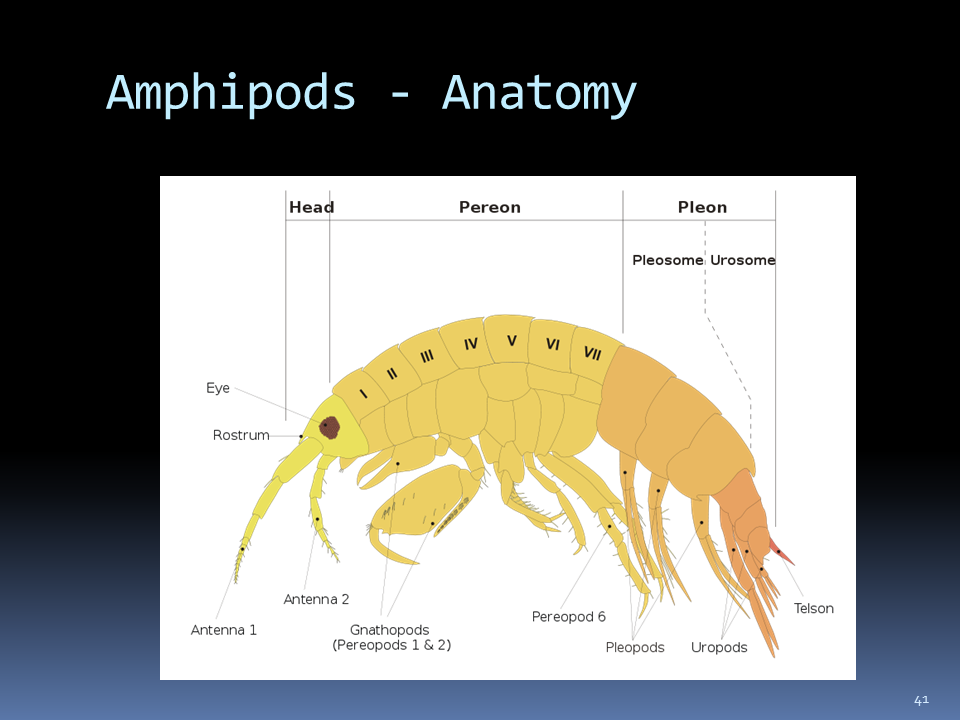 Amphipods - Anatomy
Head
Pereon
Pleon
Pleosome
Urosome
I
II
III
IV
V
VI
VII
Eye
Rostrum
Antenna 1
Antenna 2
Gnathopods
(Pereopods 1 & 2)
Pereopod 6
Pleopods
Uropods
Telson
41